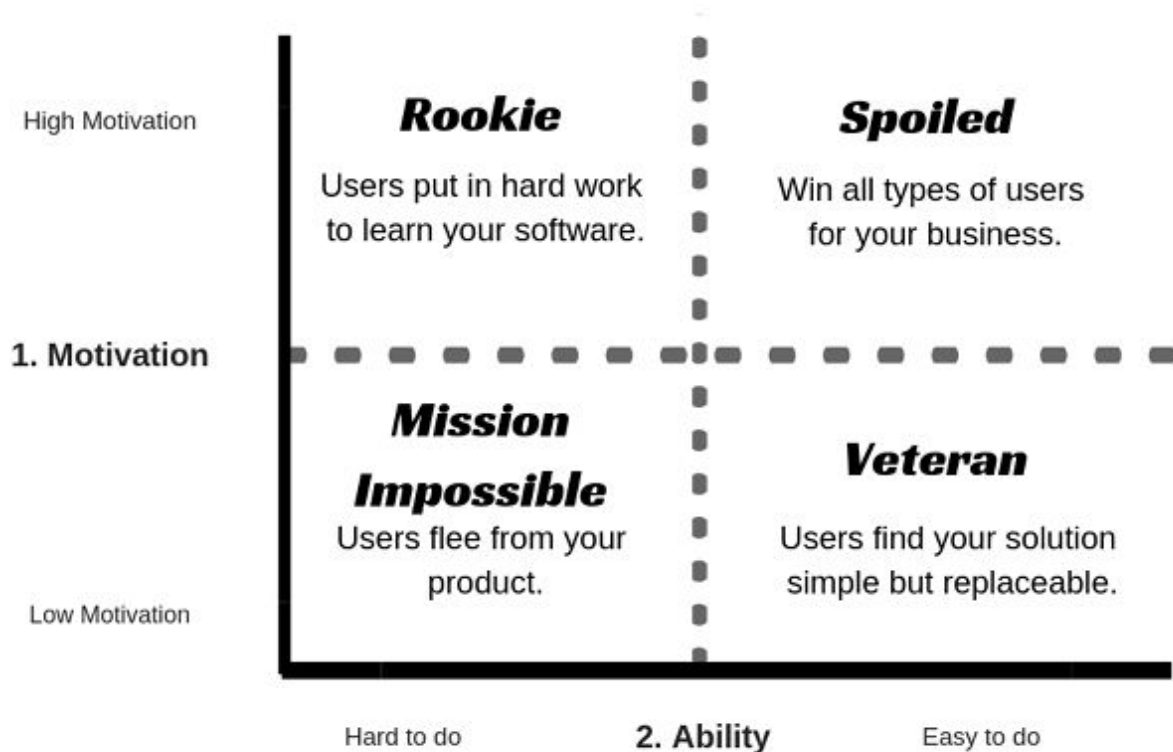 High Motivation
Rookie
Users put in hard work
to learn your software.
Spoiled
Win all types of users
for your business.
1. Motivation
Mission
Impossible
Users flee from your
product.
Veteran
Users find your solution
simple but replaceable.
Low Motivation
Hard to do
2. Ability
Easy to do